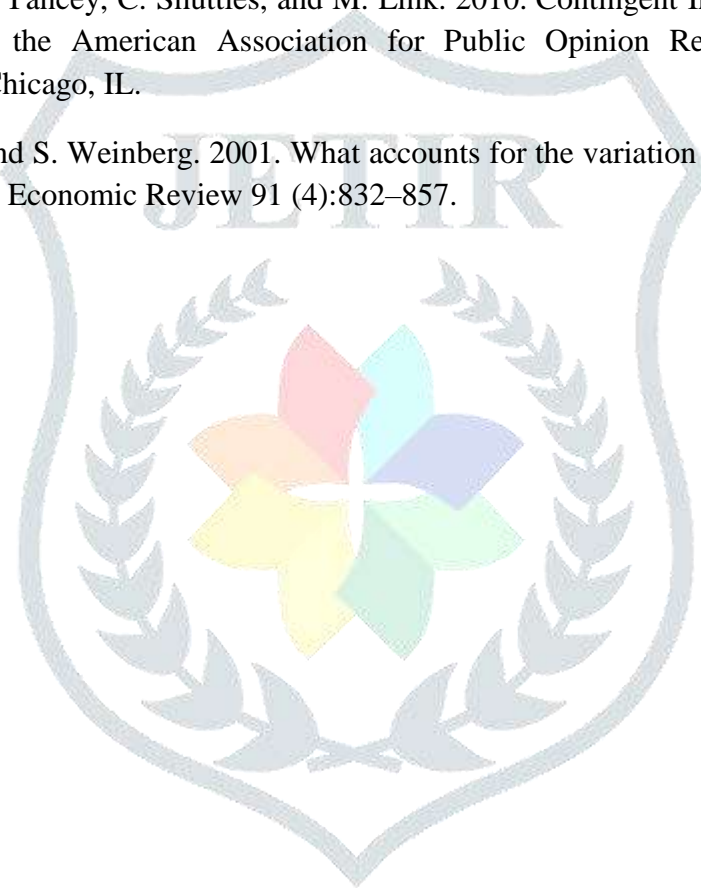 Yancey, C. Shuttles, and M. Link. 2010. Contingent
the American Association for Public Opinion Re
Chicago, IL.
nd S. Weinberg. 2001. What accounts for the variation
Economic Review 91 (4):832–857.
JETIR